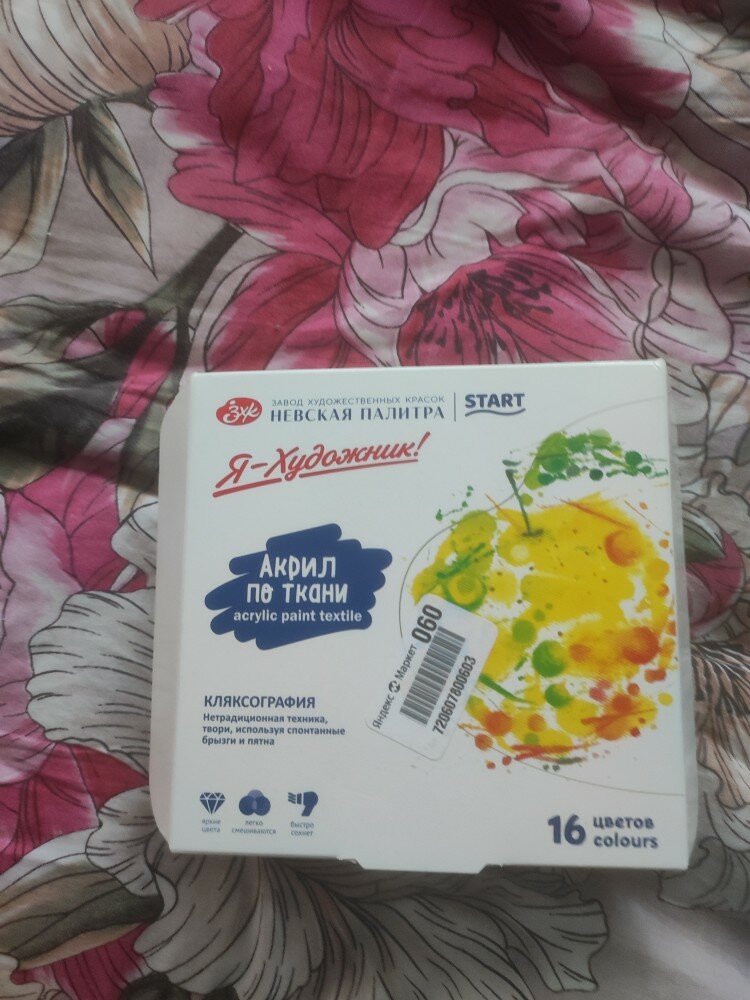 ЗХК
ЗАВОД ХУДОЖЕСТВЕННЫХ КРАСОК
НЕВСКАЯ ПАЛИТРА
START
Я-Художник!
Акрил
по ткани
acrylic paint textile
Яндекс Маркет
060
720607800603
КЛЯКСОГРАФИЯ
Нетрадиционная техника,
твори, используя спонтанные
брызги и пятна
яркие
цвета
легко
смешиваются
быстро
сохнет
16 цветов
colours